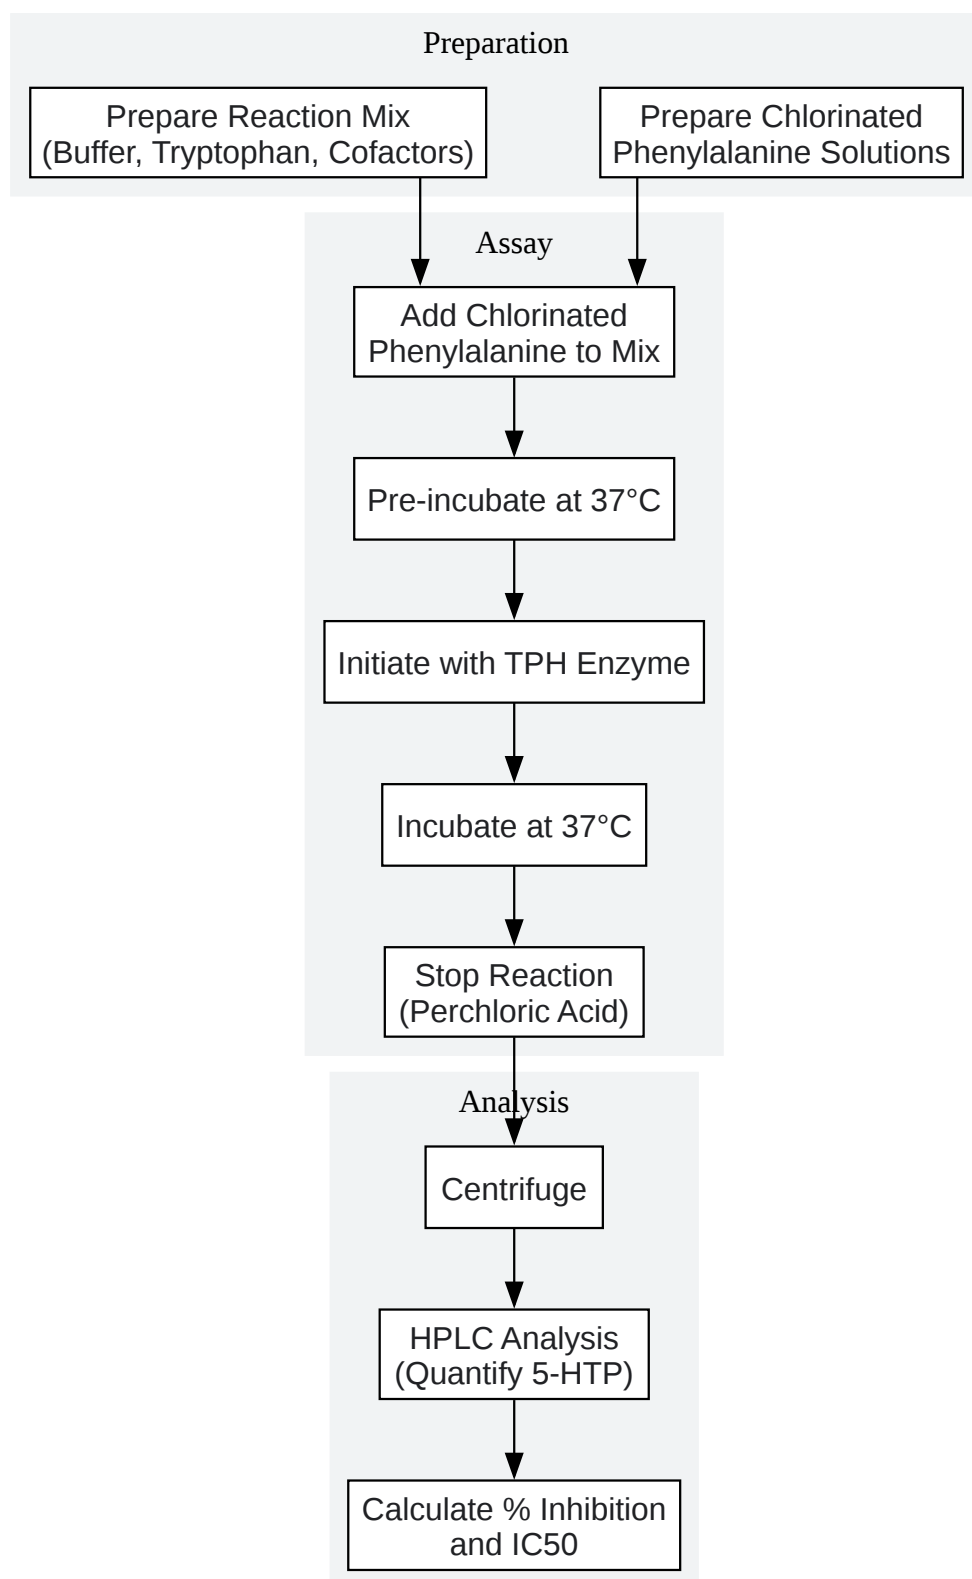 Preparation
Prepare Reaction Mix
(Buffer, Tryptophan, Cofactors)
Prepare Chlorinated
Phenylalanine Solutions
Assay
Add Chlorinated
Phenylalanine to Mix
Pre-incubate at 37°C
Initiate with TPH Enzyme
Incubate at 37°C
Stop Reaction
(Perchloric Acid)
Analysis
Centrifuge
HPLC Analysis
(Quantify 5-HTP)
Calculate % Inhibition
and IC50